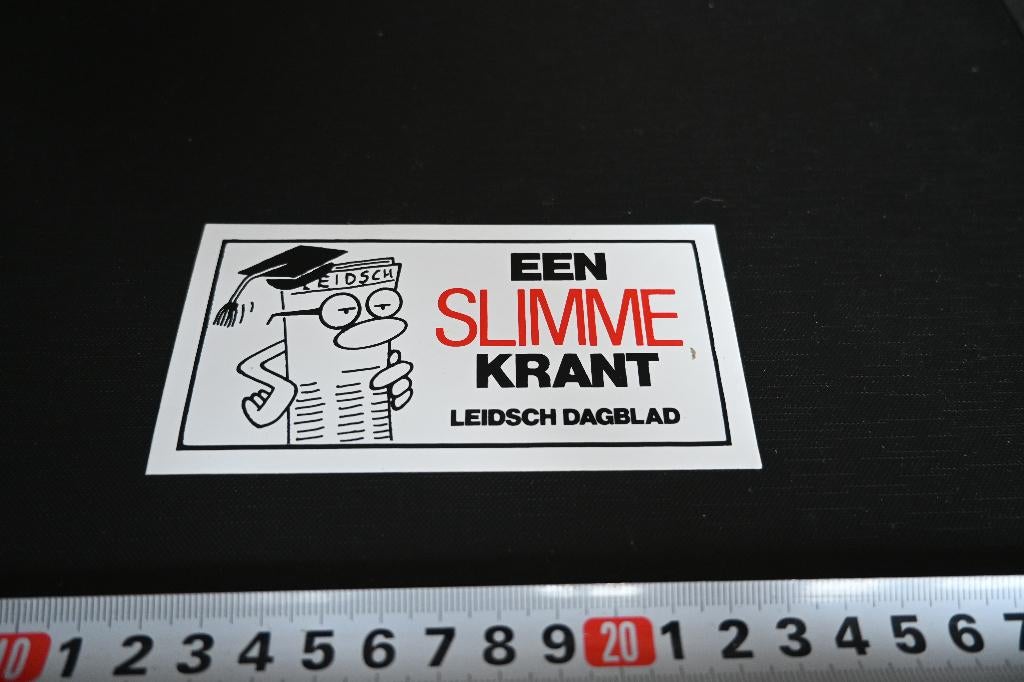 LEIDSCH
EEN
SLIMME
KRANT
LEIDSCH DAGBLAD
10 1 2 3 4 5 6 7 8 9 20 1 2 3 4 5 6 7